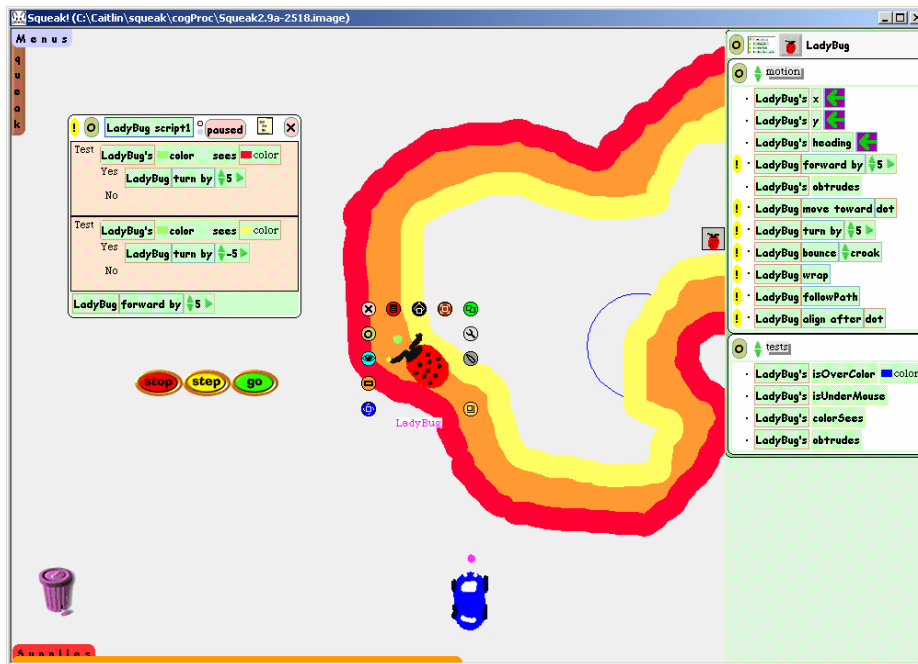 Squeak! (C:\Caitlin\squeak\cogProc\Squeak2.9a-2518.image)
Menus
queak
LadyBug script1 paused
Test LadyBug's color sees color
Yes LadyBug turn by 5
No
Test LadyBug's color sees color
Yes LadyBug turn by -5
No
LadyBug forward by 5
stop step go
LadyBug
Supplies
LadyBug
motion
LadyBug's x
LadyBug's y
LadyBug's heading
! LadyBug forward by 5
LadyBug's obtrudes
! LadyBug move toward dot
! LadyBug turn by 5
! LadyBug bounce croak
! LadyBug wrap
! LadyBug followPath
! LadyBug align after dot
tests
LadyBug's isOverColor color
LadyBug's isUnderMouse
LadyBug's colorSees
LadyBug's obtrudes